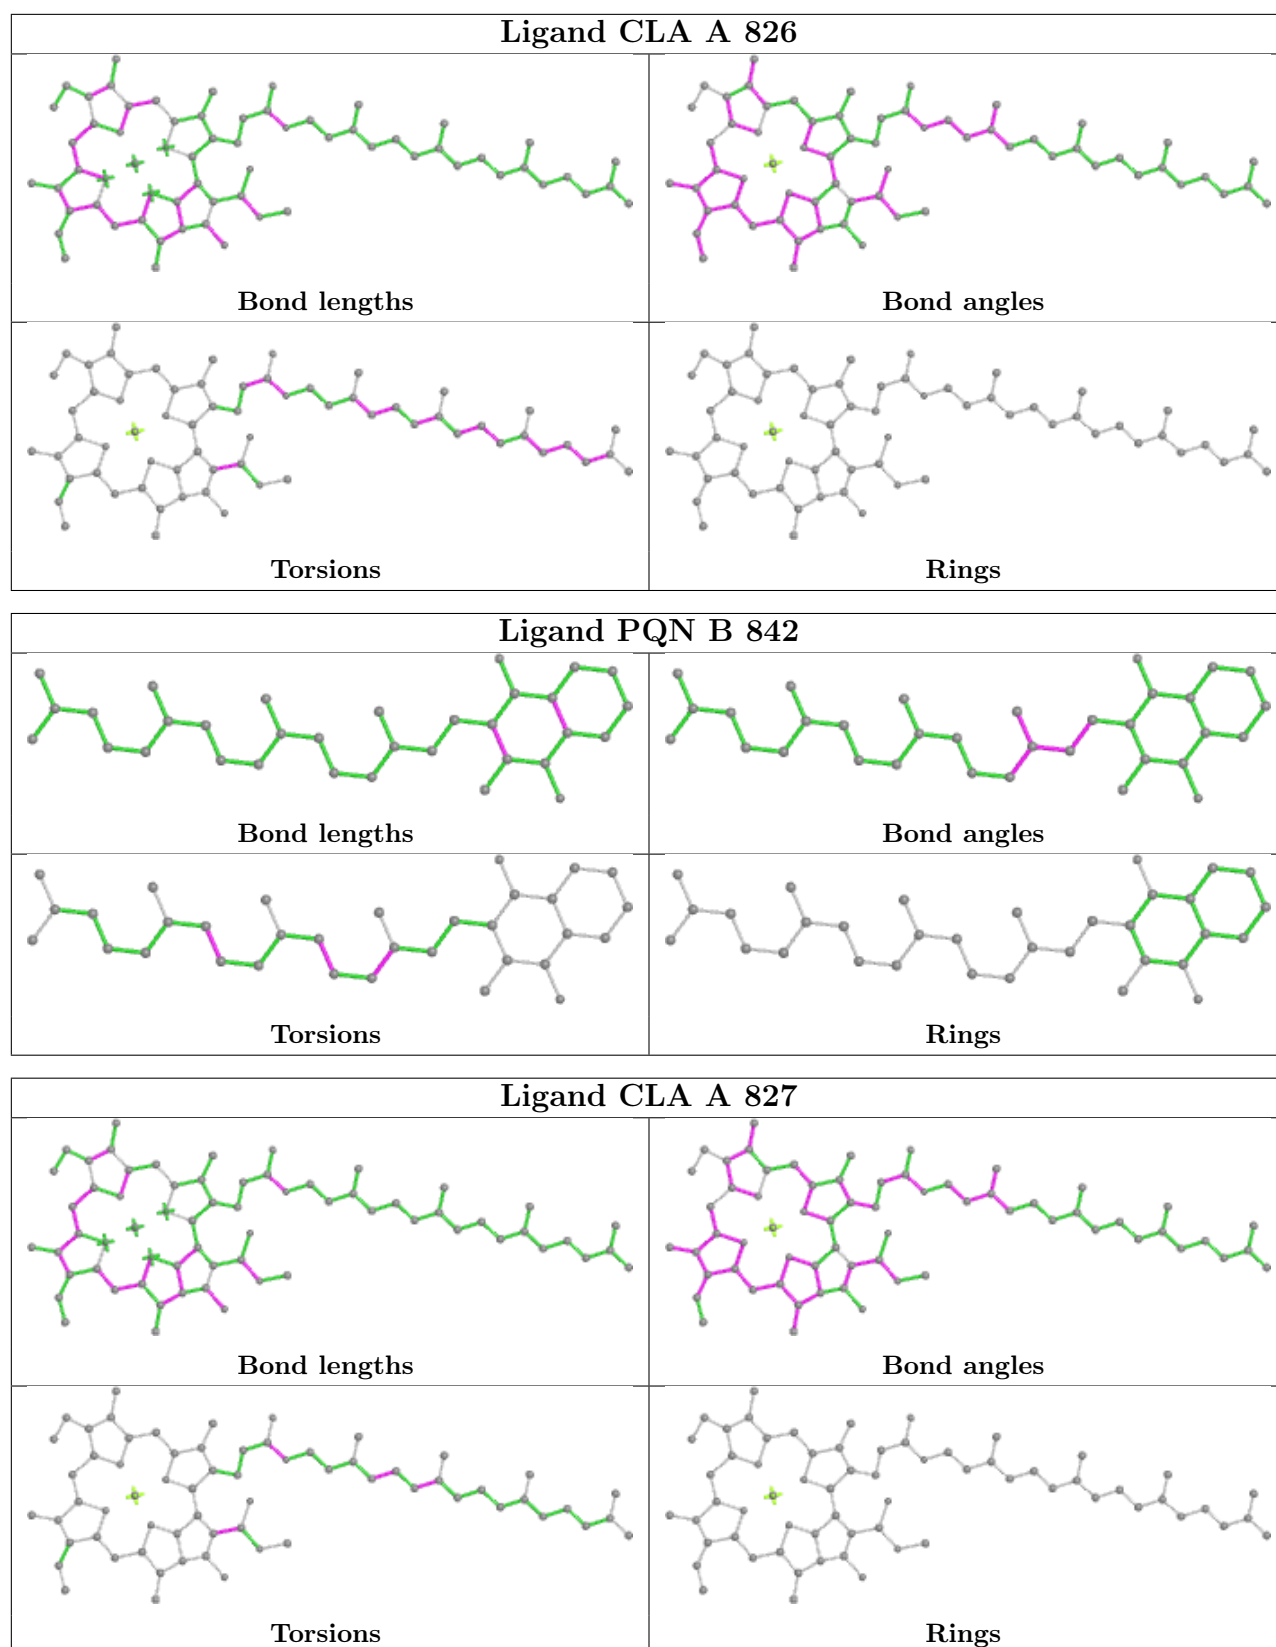 Ligand CLA A 826
Bond lengths
Bond angles
Torsions
Rings
Ligand PQN B 842
Bond lengths
Bond angles
Torsions
Rings
Ligand CLA A 827
Bond lengths
Bond angles
Torsions
Rings